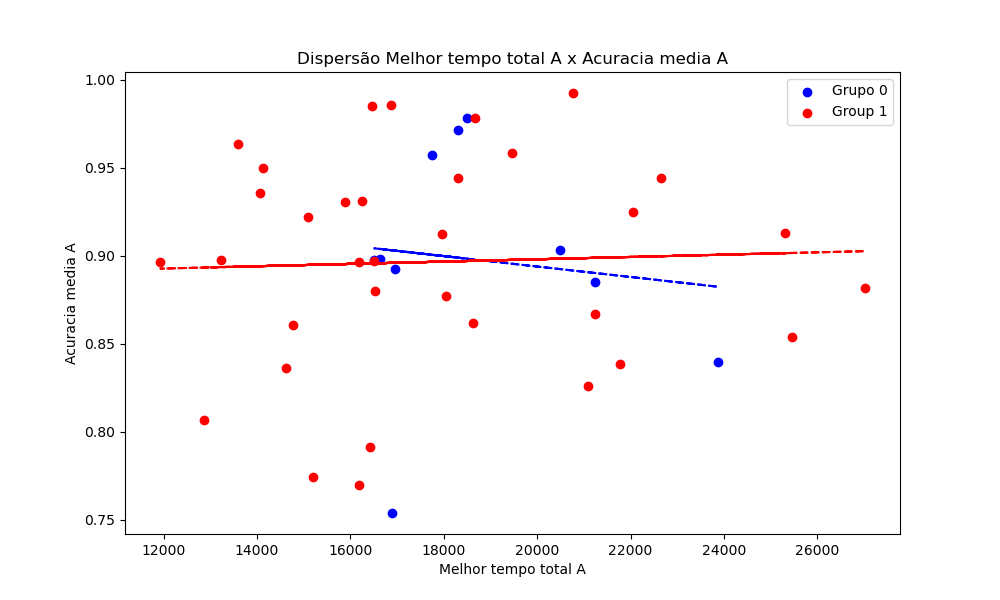 Dispersão Melhor tempo total A x Acuracia media A
Grupo 0
Group 1
1.00
0.95
0.90
0.85
0.80
0.75
Acuracia media A
12000 14000 16000 18000 20000 22000 24000 26000
Melhor tempo total A